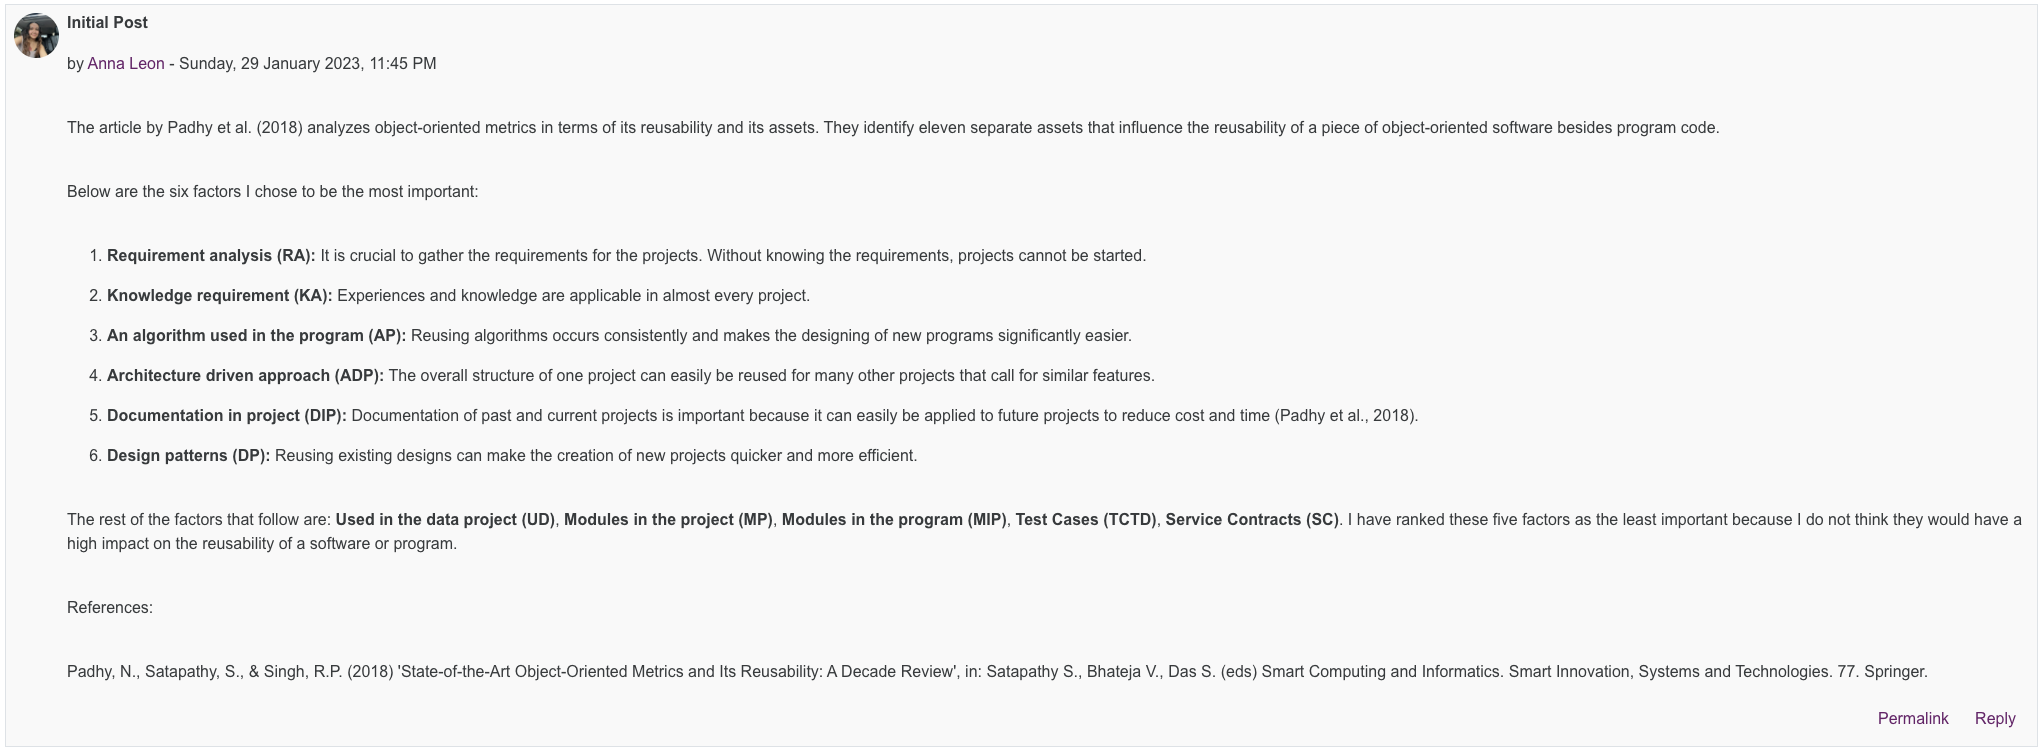 Initial Post
by Anna Leon - Sunday, 29 January 2023, 11:45 PM
The article by Padhy et al. (2018) analyzes object-oriented metrics in terms of its reusability and its assets. They identify eleven separate assets that influence the reusability of a piece of object-oriented software besides program code.
Below are the six factors I chose to be the most important:
1. Requirement analysis (RA): It is crucial to gather the requirements for the projects. Without knowing the requirements, projects cannot be started.
2. Knowledge requirement (KA): Experiences and knowledge are applicable in almost every project.
3. An algorithm used in the program (AP): Reusing algorithms occurs consistently and makes the designing of new programs significantly easier.
4. Architecture driven approach (ADP): The overall structure of one project can easily be reused for many other projects that call for similar features.
5. Documentation in project (DIP): Documentation of past and current projects is important because it can easily be applied to future projects to reduce cost and time (Padhy et al., 2018).
6. Design patterns (DP): Reusing existing designs can make the creation of new projects quicker and more efficient.
The rest of the factors that follow are: Used in the data project (UD), Modules in the project (MP), Modules in the program (MIP), Test Cases (TCTD), Service Contracts (SC). I have ranked these five factors as the least important because I do not think they would have a
high impact on the reusability of a software or program.
References:
Padhy, N., Satapathy, S., & Singh, R.P. (2018) 'State-of-the-Art Object-Oriented Metrics and Its Reusability: A Decade Review', in: Satapathy S., Bhateja V., Das S. (eds) Smart Computing and Informatics. Smart Innovation, Systems and Technologies. 77. Springer.
Permalink Reply